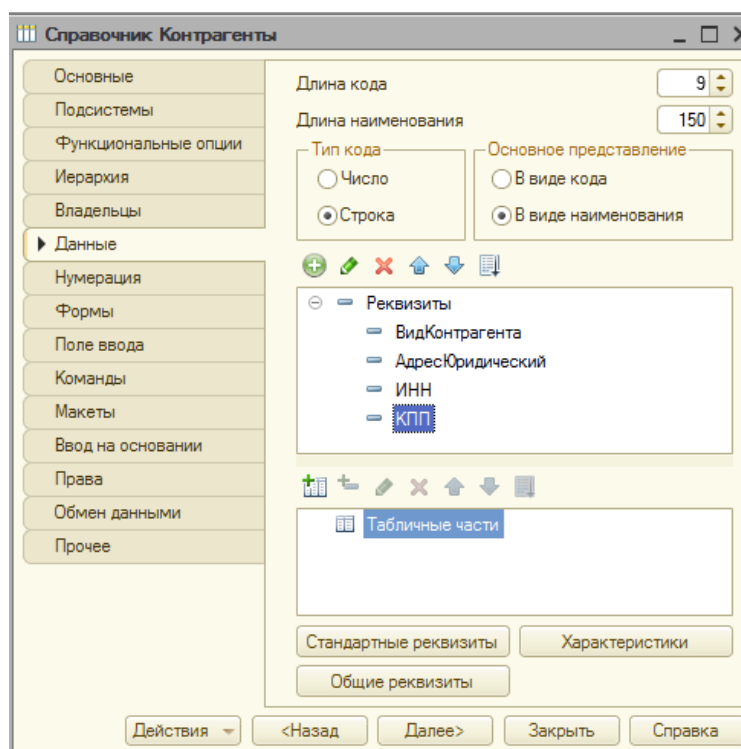 Справочник Контрагенты
Основные
Подсистемы
Функциональные опции
Иерархия
Владельцы
Данные
Нумерация
Формы
Поле ввода
Команды
Макеты
Ввод на основании
Права
Обмен данными
Прочее
Длина кода 9
Длина наименования 150
Тип кода
Число
Строка
Основное представление
В виде кода
В виде наименования
Реквизиты
ВидКонтрагента
АдресЮридический
ИНН
КПП
Табличные части
Стандартные реквизиты Характеристики
Общие реквизиты
Действия <Назад Далее> Закрыть Справка